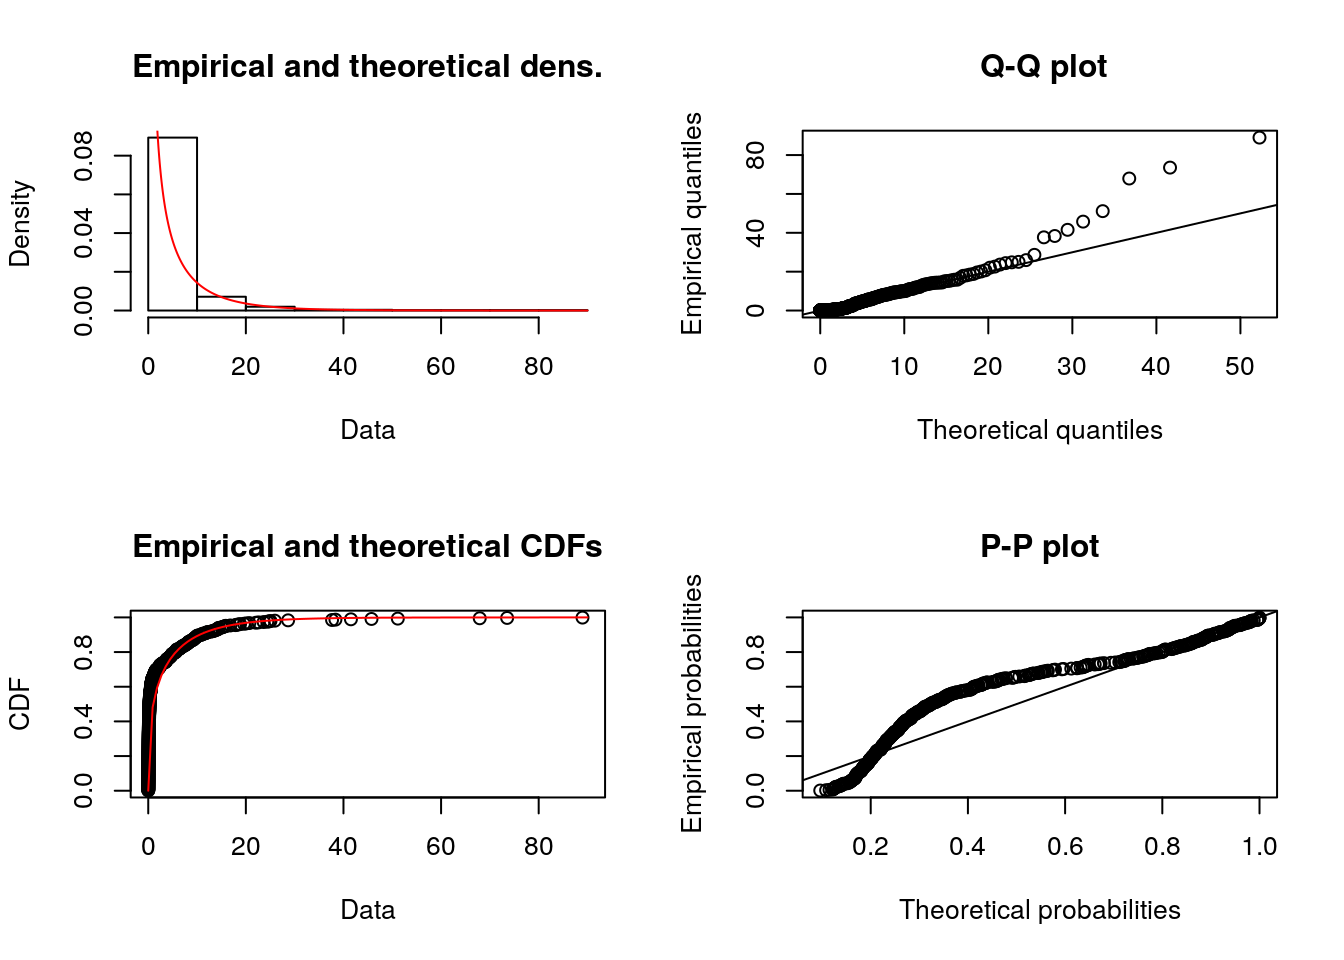 Empirical and theoretical dens.
Density
0.00 0.04 0.08
0 20 40 60 80
Data
Q-Q plot
Empirical quantiles
0 40 80
0 10 20 30 40 50
Theoretical quantiles
Empirical and theoretical CDFs
CDF
0.0 0.4 0.8
0 20 40 60 80
Data
P-P plot
Empirical probabilities
0.0 0.4 0.8
0.2 0.4 0.6 0.8 1.0
Theoretical probabilities